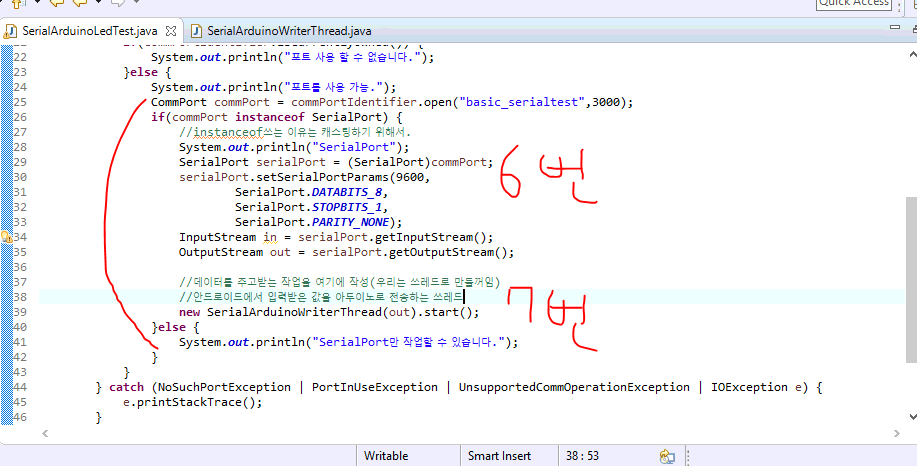 Quick Access
SerialArduinoLedTest.java
SerialArduinoWriterThread.java
22 System.out.println("포트 사용 할 수 없습니다.");
23 }else {
24 System.out.println("포트를 사용 가능.");
25 CommPort commPort = commPortIdentifier.open("basic_serialtest",3000);
26 if(commPort instanceof SerialPort) {
27 //instanceof쓰는 이유는 캐스팅하기 위해서.
28 System.out.println("SerialPort");
29 SerialPort serialPort = (SerialPort)commPort;
30 serialPort.setSerialPortParams(9600,
31 SerialPort.DATABITS_8,
32 SerialPort.STOPBITS_1,
33 SerialPort.PARITY_NONE);
6번
34 InputStream in = serialPort.getInputStream();
35 OutputStream out = serialPort.getOutputStream();
36
37 //데이터를 주고받는 작업을 여기에 작성(우리는 쓰레드로 만들꺼임)
38 //안드로이드에서 입력받은 값을 아두이노로 전송하는 쓰레드
39 new SerialArduinoWriterThread(out).start();
7번
40 }else {
41 System.out.println("SerialPort만 작업할 수 있습니다.");
42 }
43 }
44 } catch (NoSuchPortException | PortInUseException | UnsupportedCommOperationException | IOException e) {
45 e.printStackTrace();
46 }
Writable
Smart Insert
38 : 53